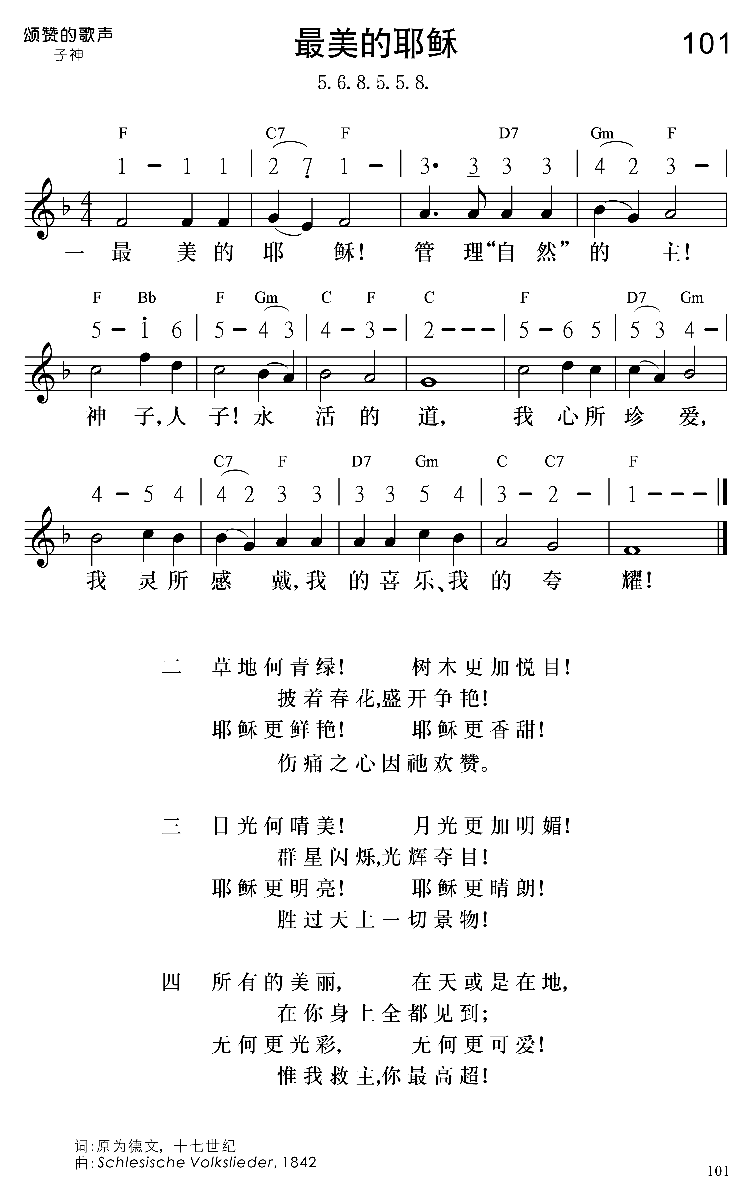 颂赞的歌声
子神
最美的耶稣
101
5.6.8.5.5.8.
F C7 F D7 Gm F
1 - 1 1 | 2 7 1 - | 3· 3 3 3 | 4 2 3 - |
4 4
一 最 美 的 耶 稣! 管 理“自 然” 的 主!
F Bb F Gm C F C F D7 Gm
5 - 1 6 | 5 - 4 3 | 4 - 3 - | 2 - - - | 5 - 6 5 | 5 3 4 - |
神 子,人 子! 永 活 的 道, 我 心 所 珍 爱,
C7 F D7 Gm C C7 F
4 - 5 4 | 4 2 3 3 | 3 3 5 4 | 3 - 2 - | 1 - - - ‖
我 灵 所 感 戴,我 的 喜 乐、我 的 夸 耀!
二 草地何青绿! 树木更加悦目!
披着春花,盛开争艳!
耶稣更鲜艳! 耶稣更香甜!
伤痛之心因祂欢赞。
三 日光何晴美! 月光更加明媚!
群星闪烁,光辉夺目!
耶稣更明亮! 耶稣更晴朗!
胜过天上一切景物!
四 所有的美丽, 在天或是在地,
在你身上全都见到;
无何更光彩, 无何更可爱!
惟我救主,你最高超!
词:原为德文，十七世纪
曲:Schlesische Volkslieder, 1842
101